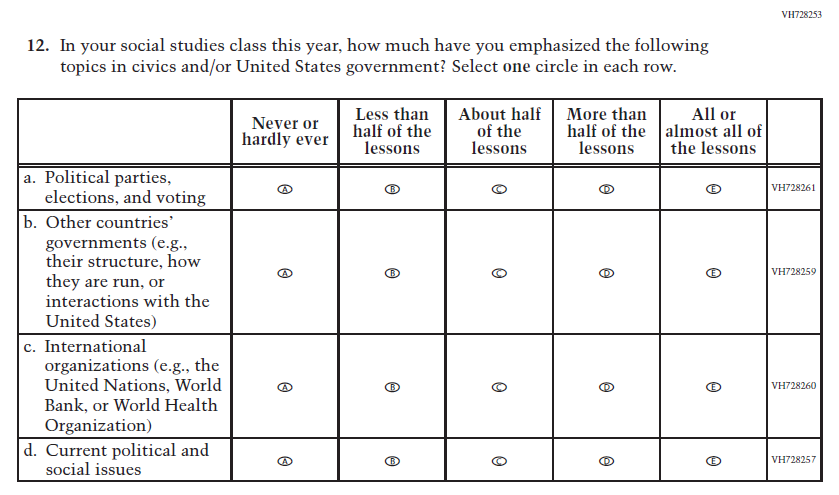 VH728253
12. In your social studies class this year, how much have you emphasized the following
topics in civics and/or United States government? Select one circle in each row.
Never or
hardly ever
Less than
half of the
lessons
About half
of the
lessons
More than
half of the
lessons
All or
almost all of
the lessons
a. Political parties,
elections, and voting
A B C D E VH728261
b. Other countries’
governments (e.g.,
their structure, how
they are run, or
interactions with the
United States)
A B C D E VH728259
c. International
organizations (e.g., the
United Nations, World
Bank, or World Health
Organization)
A B C D E VH728260
d. Current political and
social issues
A B C D E VH728257